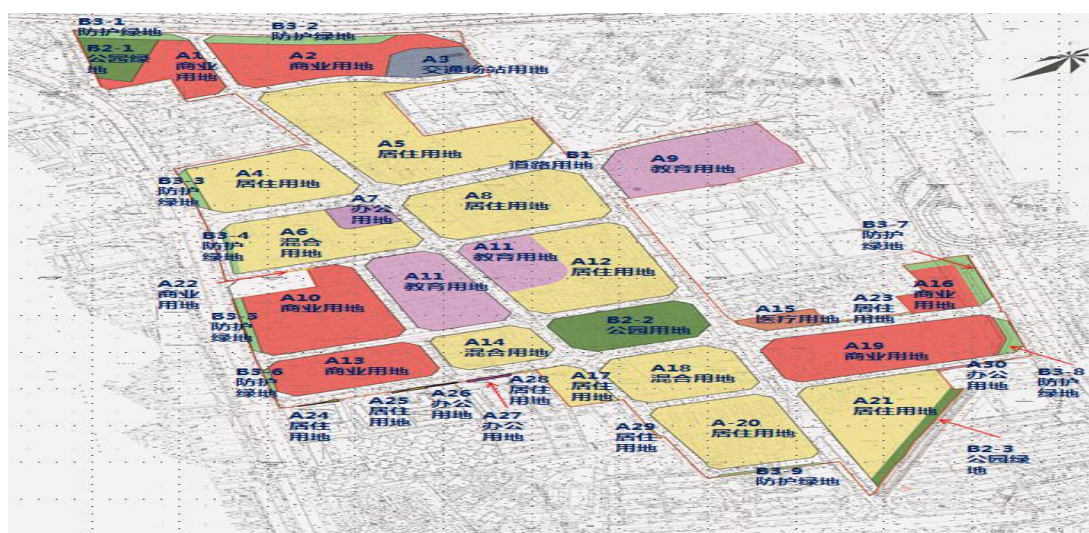 B3-1
防护绿地
B2-1
公园绿
地
A1
商业
用地
B3-2
防护绿地
A2
商业用地
A3
交通场站用地
A5
居住用地
B1
道路用地
A9
教育用地
A4
居住用地
B3-3
防护
绿地
A7
办公
用地
A8
居住用地
B3-4
防护
绿地
A6
混合
用地
A11
教育用地
A12
居住用地
B3-7
防护
绿地
A22
商业
用地
A10
商业用地
A11
教育用地
B3-5
防护
绿地
B2-2
公园用地
A15
医疗用地
A23
居住
用地
A16
商业
用地
A14
混合用地
A19
商业用地
A13
商业用地
B3-6
防护
绿地
A18
混合用地
A30
办公
用地
B3-8
防护
绿地
A17
居住
用地
A28
居住
用地
A26
办公
用地
A27
办公
用地
A25
居住
用地
A24
居住
用地
A29
居住
用地
A-20
居住用地
A21
居住用地
B2-3
公园绿
地
B3-9
防护绿地